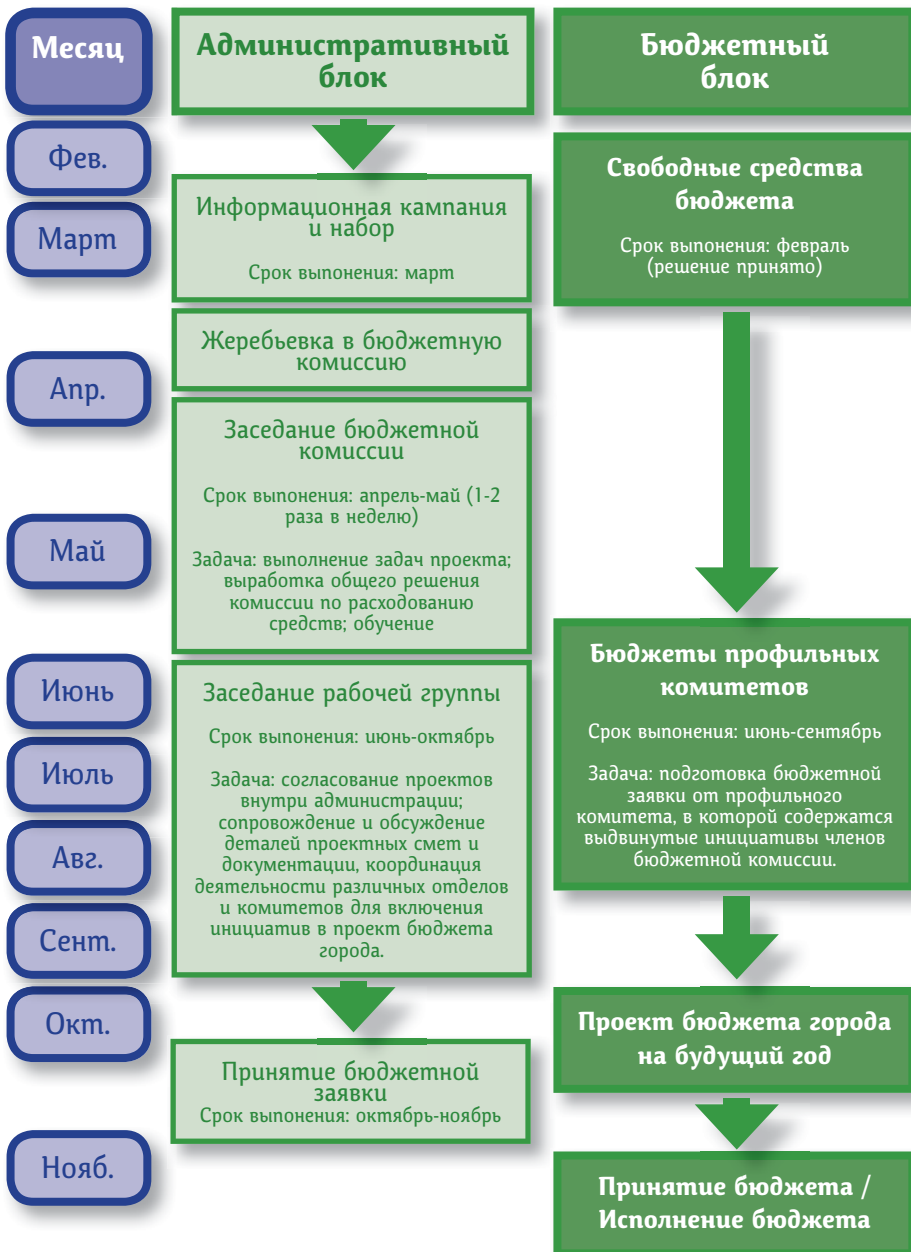 Месяц
Фев.
Март
Апр.
Май
Июнь
Июль
Авг.
Сент.
Окт.
Нояб.
Административный
блок
Информационная кампания
и набор
Срок выпонения: март
Жеребьевка в бюджетную
комиссию
Заседание бюджетной
комиссии
Срок выпонения: апрель-май (1-2
раза в неделю)
Задача: выполнение задач проекта;
выработка общего решения
комиссии по расходованию
средств; обучение
Заседание рабочей группы
Срок выпонения: июнь-октябрь
Задача: согласование проектов
внутри администрации;
сопровождение и обсуждение
деталей проектных смет и
документации, координация
деятельности различных отделов
и комитетов для включения
инициатив в проект бюджета
города.
Принятие бюджетной
заявки
Срок выпонения: октябрь-ноябрь
Бюджетный
блок
Свободные средства
бюджета
Срок выпонения: февраль
(решение принято)
Бюджеты профильных
комитетов
Срок выпонения: июнь-сентябрь
Задача: подготовка бюджетной
заявки от профильного
комитета, в которой содержатся
выдвинутые инициативы членов
бюджетной комиссии.
Проект бюджета города
на будущий год
Принятие бюджета /
Исполнение бюджета